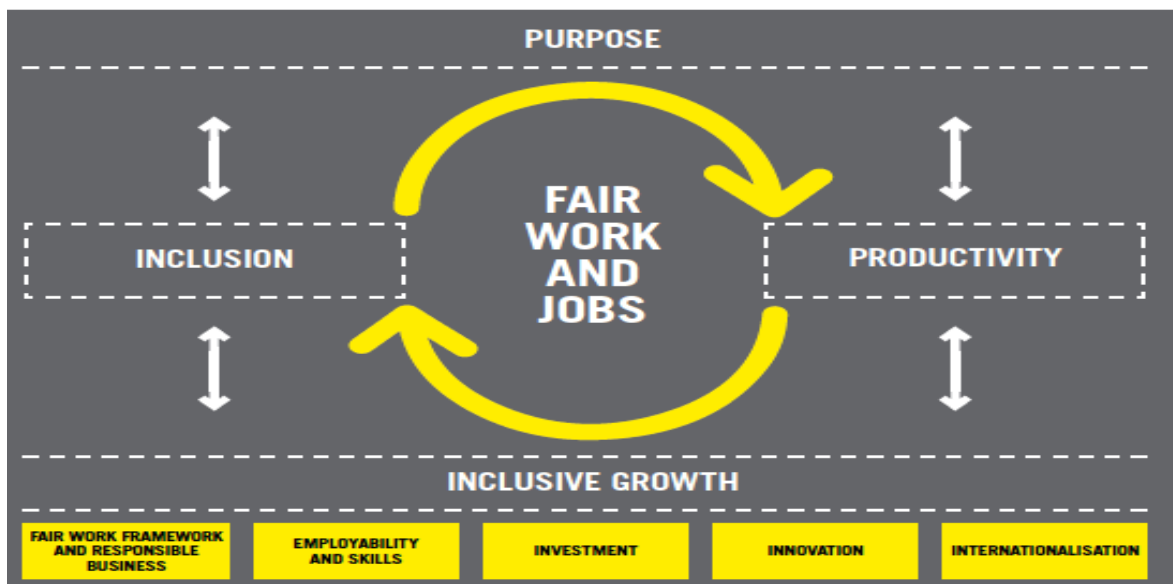 PURPOSE
FAIR
WORK
AND
JOBS
INCLUSION
PRODUCTIVITY
INCLUSIVE GROWTH
FAIR WORK FRAMEWORK
AND RESPONSIBLE
BUSINESS
EMPLOYABILITY
AND SKILLS
INVESTMENT
INNOVATION
INTERNATIONALISATION